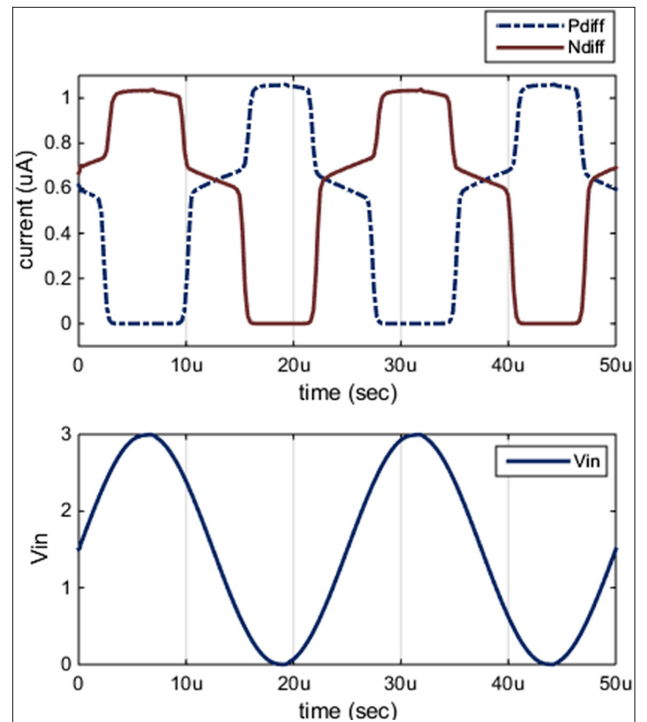 Pdiff
Ndiff
1
0.8
0.6
0.4
0.2
0
current (uA)
0 10u 20u 30u 40u 50u
time (sec)
3
2
1
0
Vin
Vin
0 10u 20u 30u 40u 50u
time (sec)